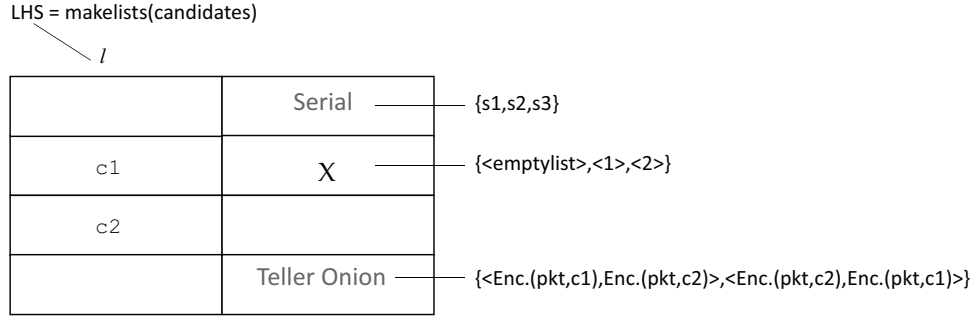 LHS = makelists(candidates)
l
Serial
{s1,s2,s3}
c1
X
{<emptylist>,<1>,<2>}
c2
Teller Onion
{<Enc.(pkt,c1),Enc.(pkt,c2)>,<Enc.(pkt,c2),Enc.(pkt,c1)>}